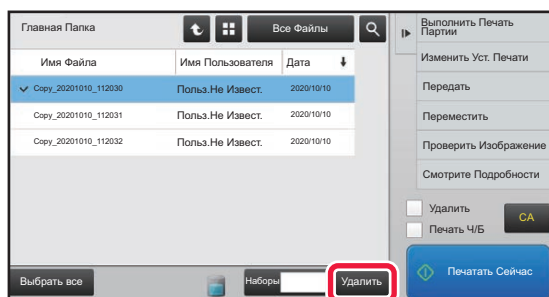 Главная Папка
Все Файлы
Имя Файла Имя Пользователя Дата
Copy_20201010_112030 Польз.Не Извест. 2020/10/10
Copy_20201010_112031 Польз.Не Извест. 2020/10/10
Copy_20201010_112032 Польз.Не Извест. 2020/10/10
Выбрать все
Наборы
Удалить
Выполнить Печать
Партии
Изменить Уст. Печати
Передать
Переместить
Проверить Изображение
Смотрите Подробности
Удалить
Печать Ч/Б
CA
Печатать Сейчас